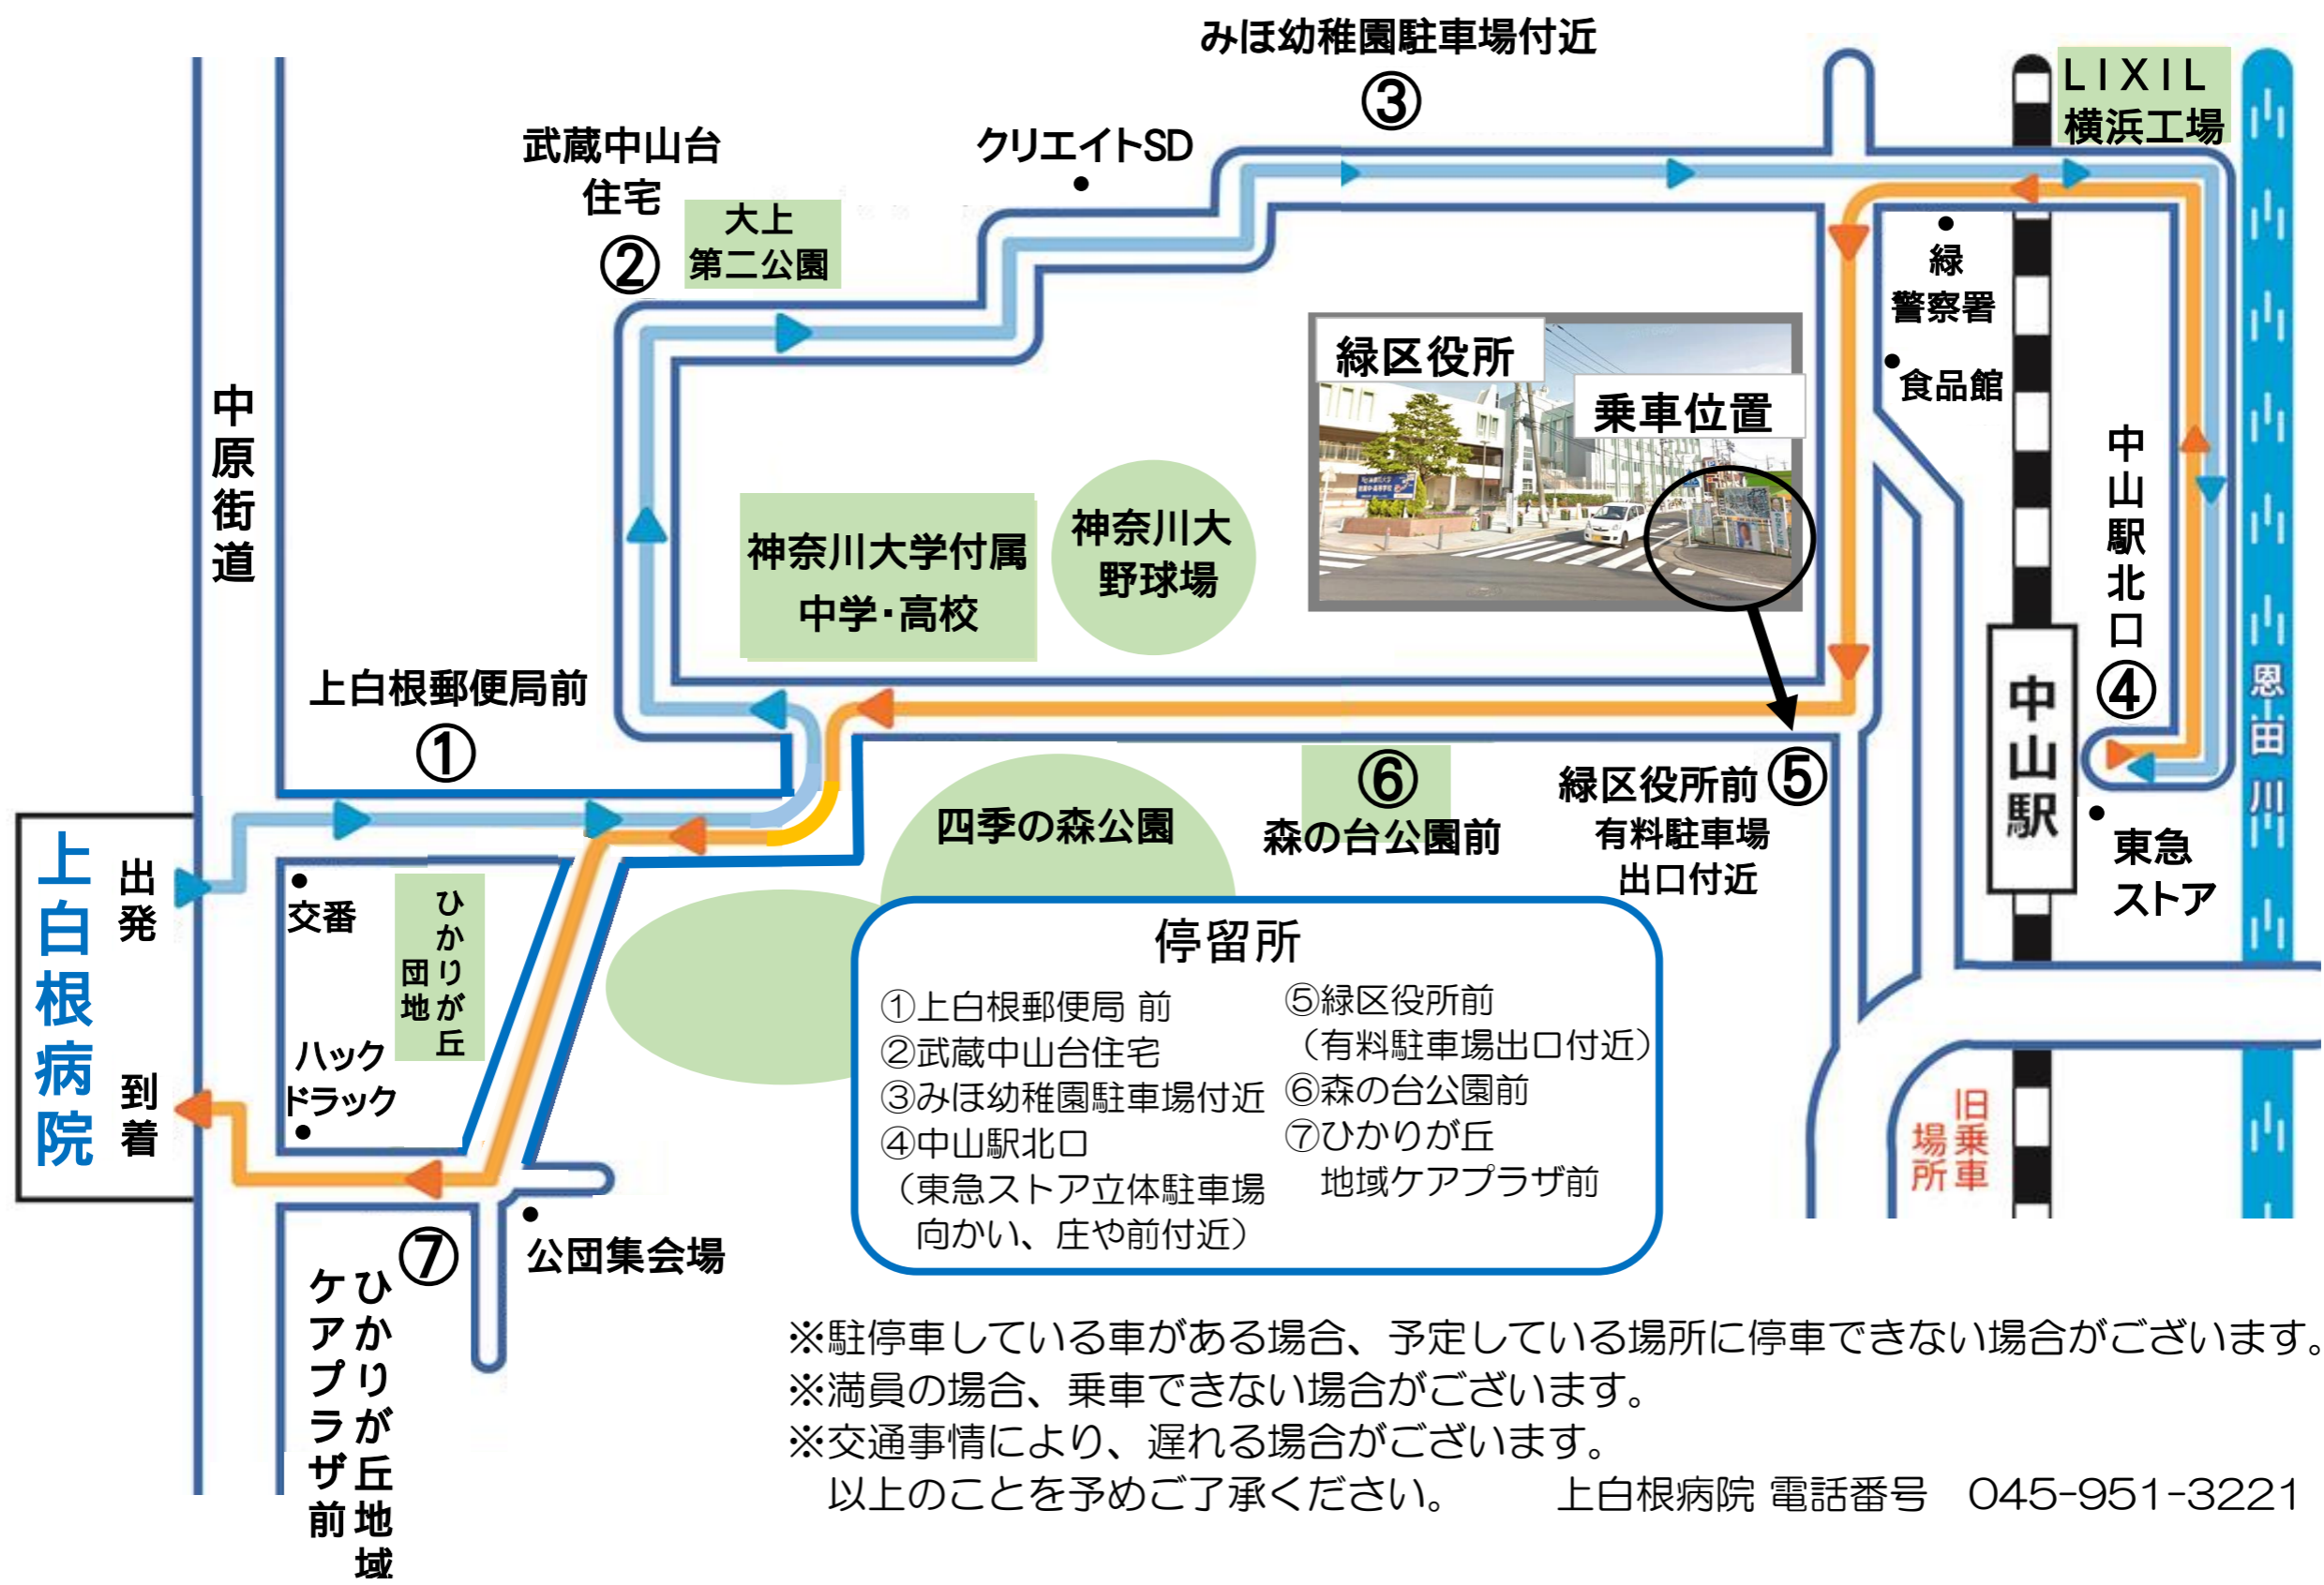 みほ幼稚園駐車場付近
③
LIXIL
横浜工場
武蔵中山台
住宅
②
大上
第二公園
クリエイトSD
緑
警察署
食品館
緑区役所
乗車位置
中原街道
神奈川大学付属
中学・高校
神奈川大
野球場
中山駅北口
④
上白根郵便局前
①
中山駅
恩田川
⑥
森の台公園前
緑区役所前⑤
有料駐車場
出口付近
四季の森公園
東急
ストア
上白根病院
出発
到着
交番
ひかりが丘
団地
ハック
ドラック
停留所
①上白根郵便局 前
②武蔵中山台住宅
③みほ幼稚園駐車場付近
④中山駅北口
（東急ストア立体駐車場
向かい、庄や前付近）
⑤緑区役所前
（有料駐車場出口付近）
⑥森の台公園前
⑦ひかりが丘
地域ケアプラザ前
旧乗車
場所
⑦
公団集会場
ひかりが丘地域
ケアプラザ前
※駐停車している車がある場合、予定している場所に停車できない場合がございます。
※満員の場合、乗車できない場合がございます。
※交通事情により、遅れる場合がございます。
以上のことを予めご了承ください。 上白根病院 電話番号 045-951-3221